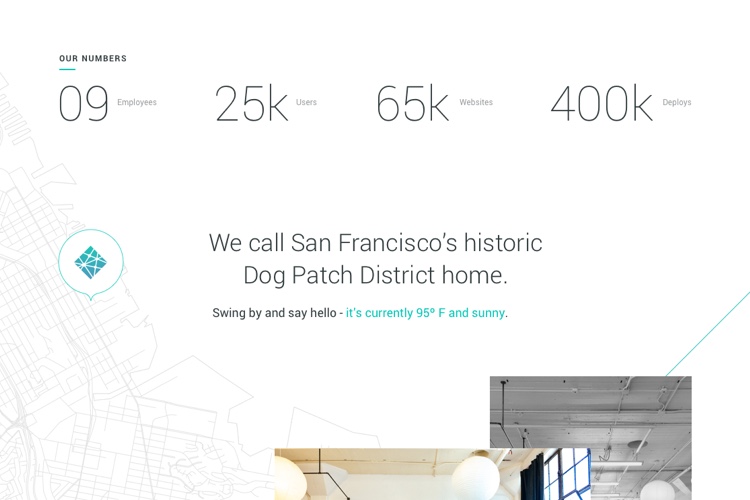 OUR NUMBERS
09 Employees
25k Users
65k Websites
400k Deploys
We call San Francisco’s historic
Dog Patch District home.
Swing by and say hello - it’s currently 95º F and sunny.